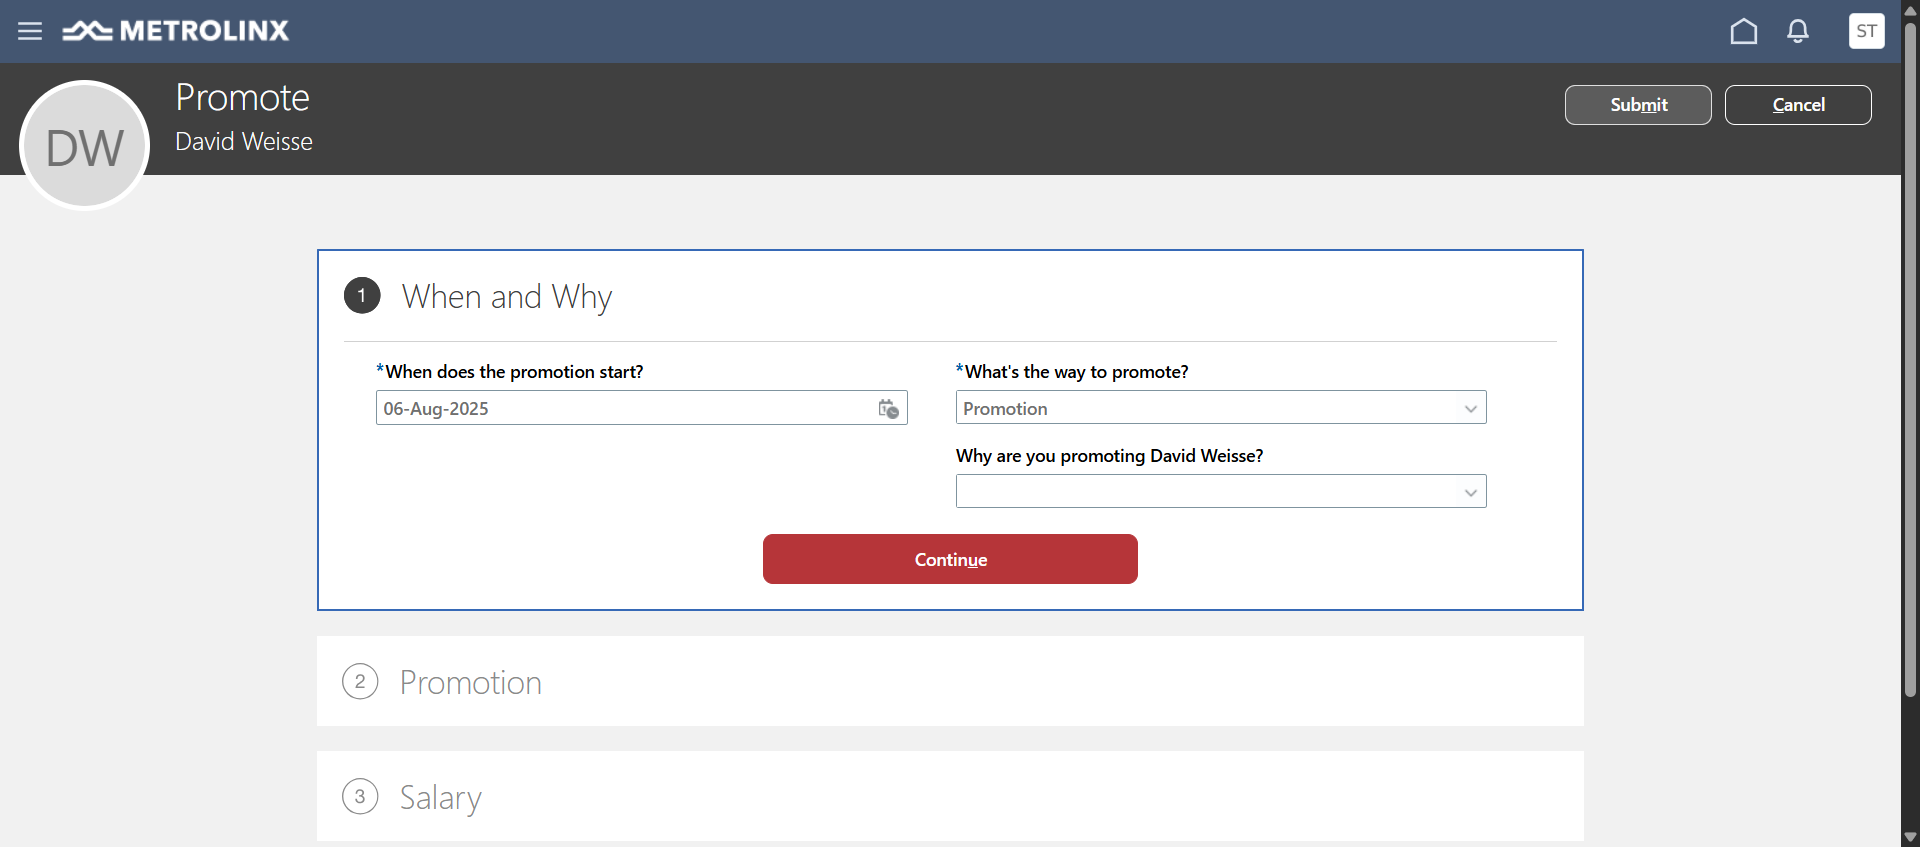 METROLINX
ST
DW
Promote
David Weisse
Submit
Cancel
1
When and Why
*When does the promotion start?
06-Aug-2025
*What's the way to promote?
Promotion
Why are you promoting David Weisse?
Continue
2
Promotion
3
Salary